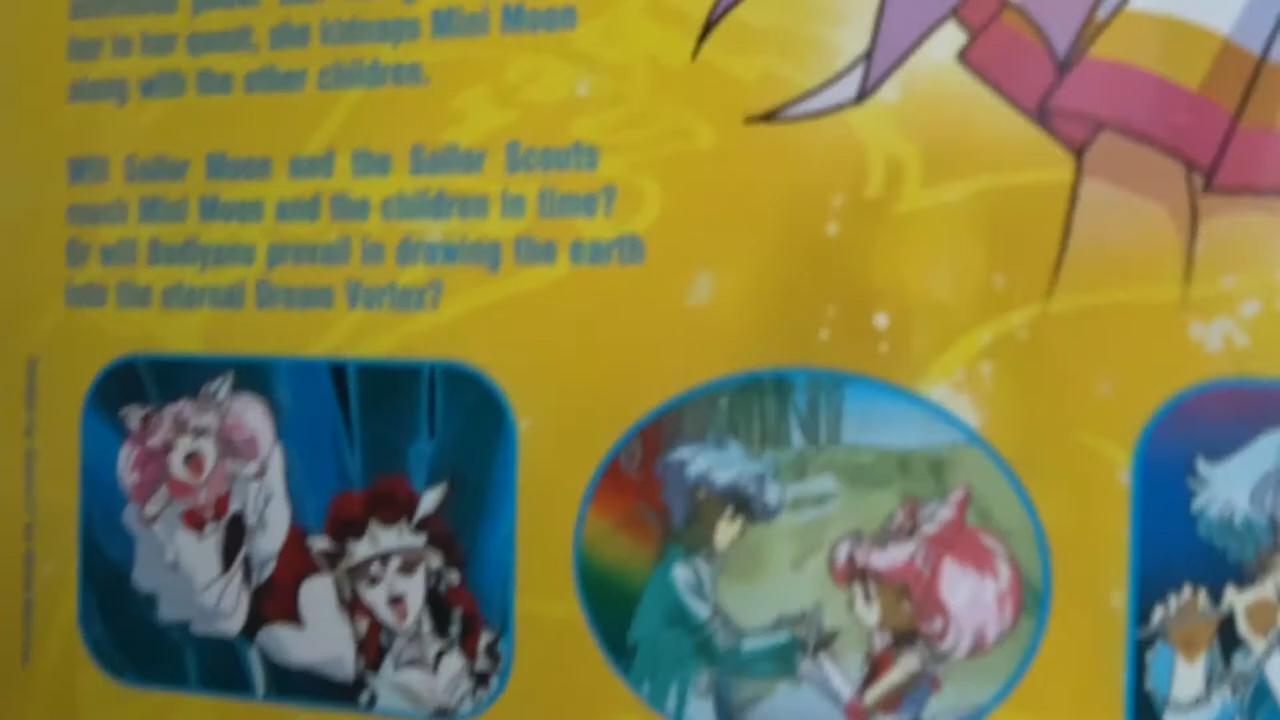 her in her quest, she kidnaps Mini Moon
along with the other children.
Will Sailor Moon and the Sailor Scouts
reach Mini Moon and the children in time?
Or will Badiyanu prevail in drawing the earth
into the eternal Dream Vortex?